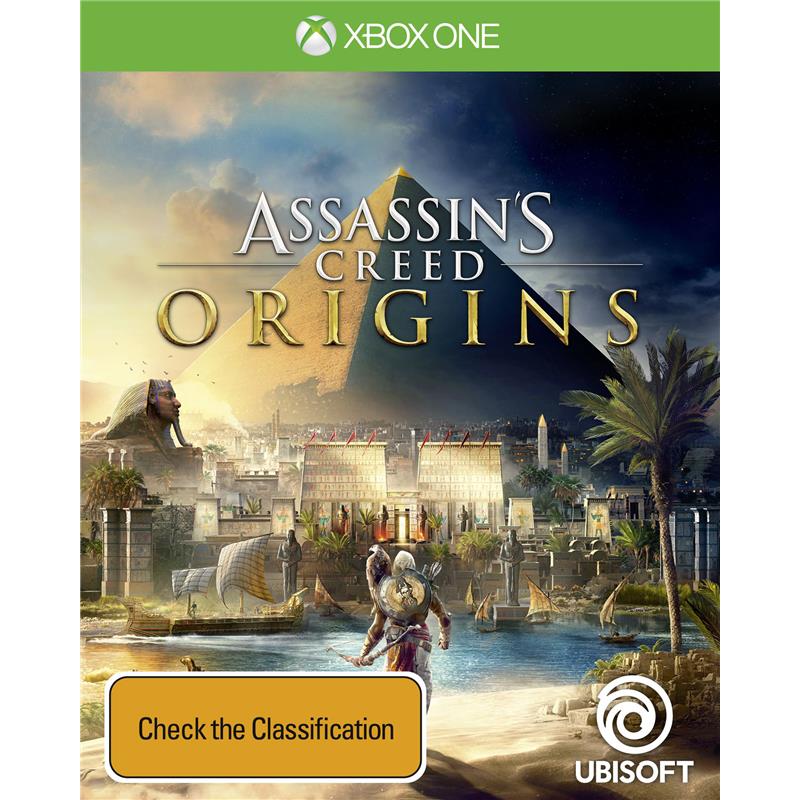 XBOX ONE
ASSASSIN'S
CREED
ORIGINS
Check the Classification
UBISOFT